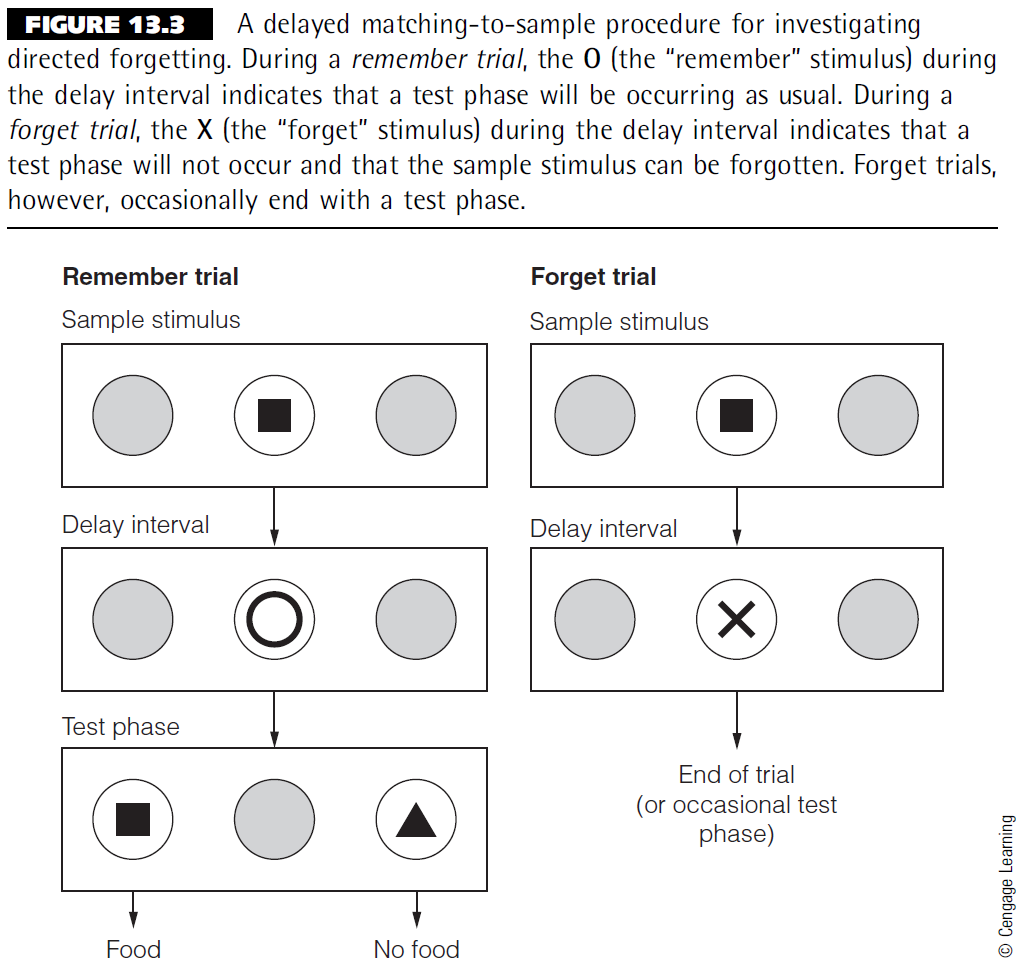 FIGURE 13.3 A delayed matching-to-sample procedure for investigating
directed forgetting. During a remember trial, the O (the “remember” stimulus) during
the delay interval indicates that a test phase will be occurring as usual. During a
forget trial, the X (the “forget” stimulus) during the delay interval indicates that a
test phase will not occur and that the sample stimulus can be forgotten. Forget trials,
however, occasionally end with a test phase.
Remember trial
Sample stimulus
Delay interval
Test phase
Food
No food
Forget trial
Sample stimulus
Delay interval
End of trial
(or occasional test
phase)
© Cengage Learning